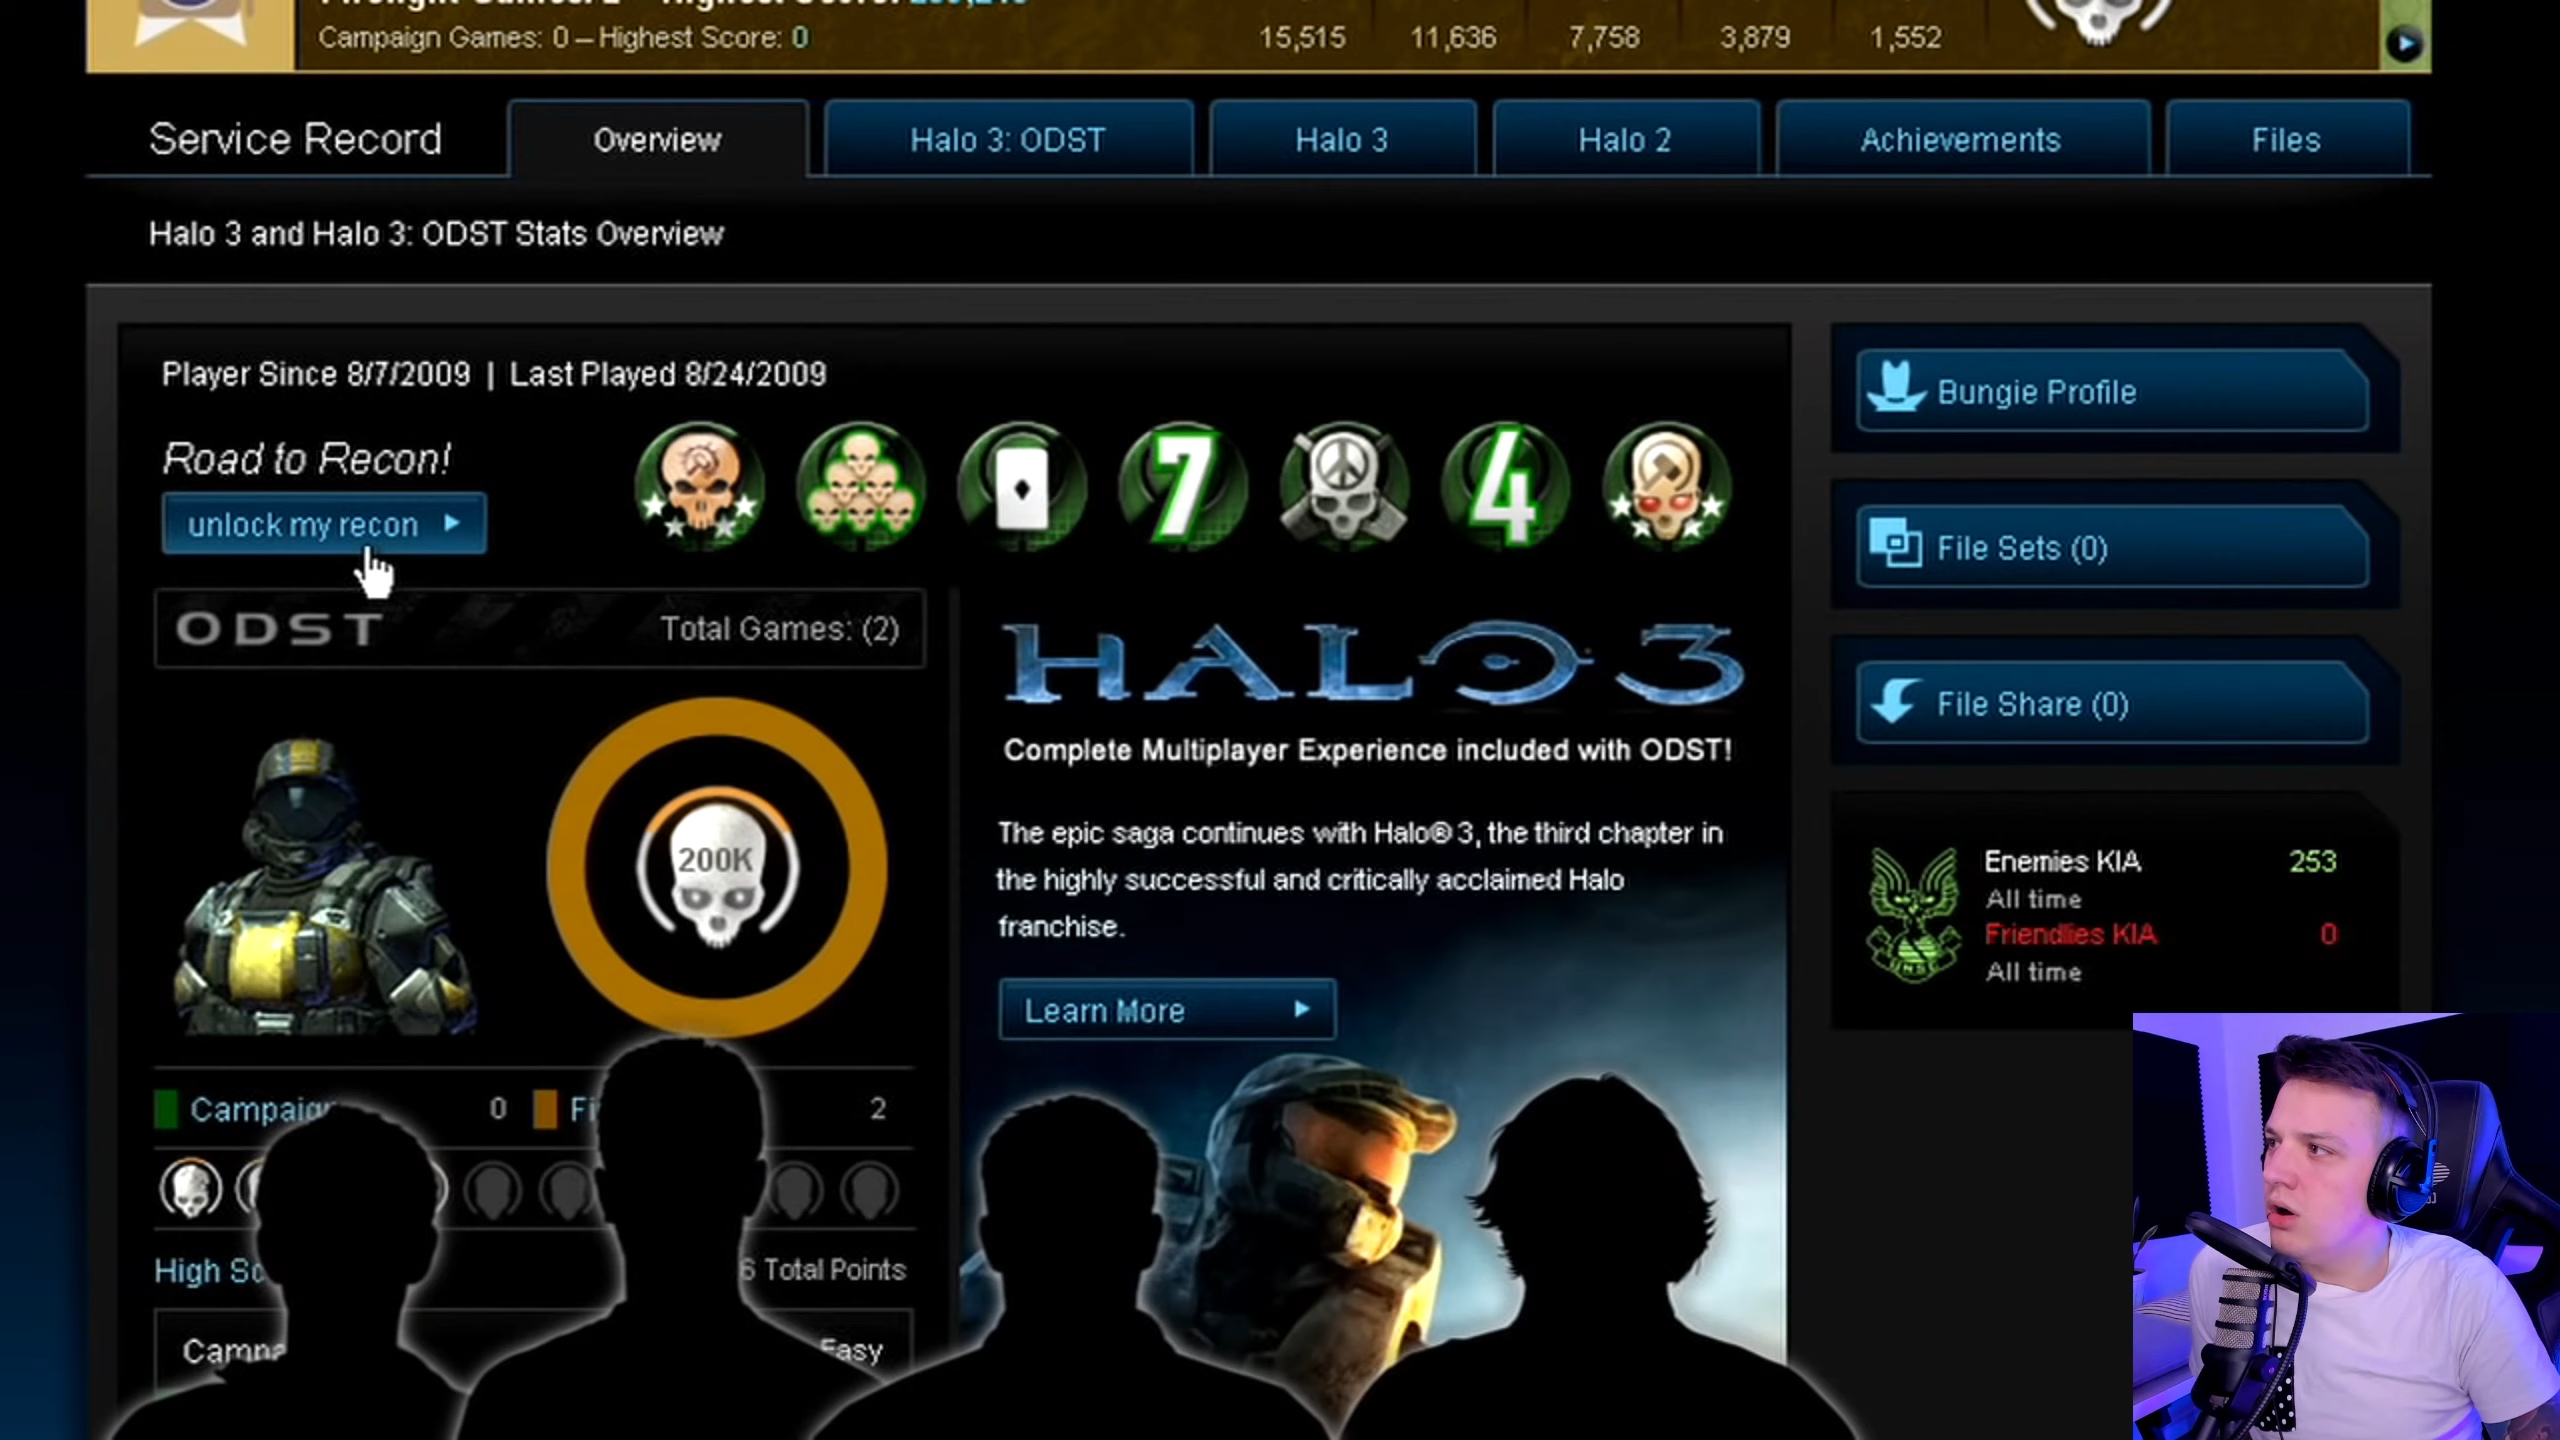 Campaign Games: 0 – Highest Score: 0
15,515 11,636 7,758 3,879 1,552
Service Record
Overview
Halo 3: ODST
Halo 3
Halo 2
Achievements
Files
Halo 3 and Halo 3: ODST Stats Overview
Player Since 8/7/2009 | Last Played 8/24/2009
Road to Recon!
unlock my recon
7
4
ODST
Total Games: (2)
200K
Campaign 0
2
6 Total Points
Easy
HALO 3
Complete Multiplayer Experience included with ODST!
The epic saga continues with Halo® 3, the third chapter in
the highly successful and critically acclaimed Halo
franchise.
Learn More
Bungie Profile
File Sets (0)
File Share (0)
Enemies KIA 253
All time
Friendlies KIA 0
All time
UNSC